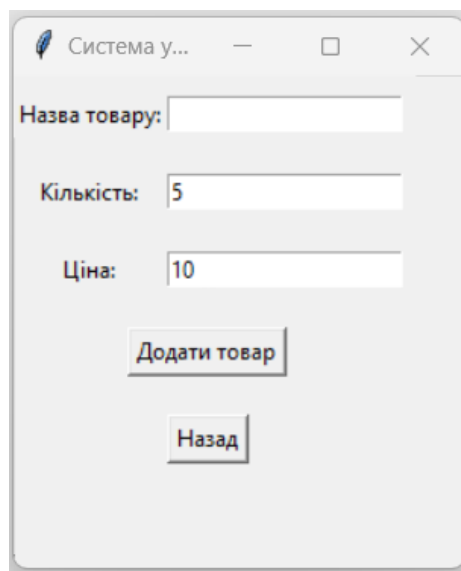 Система у...
Назва товару:
Кількість: 5
Ціна: 10
Додати товар
Назад